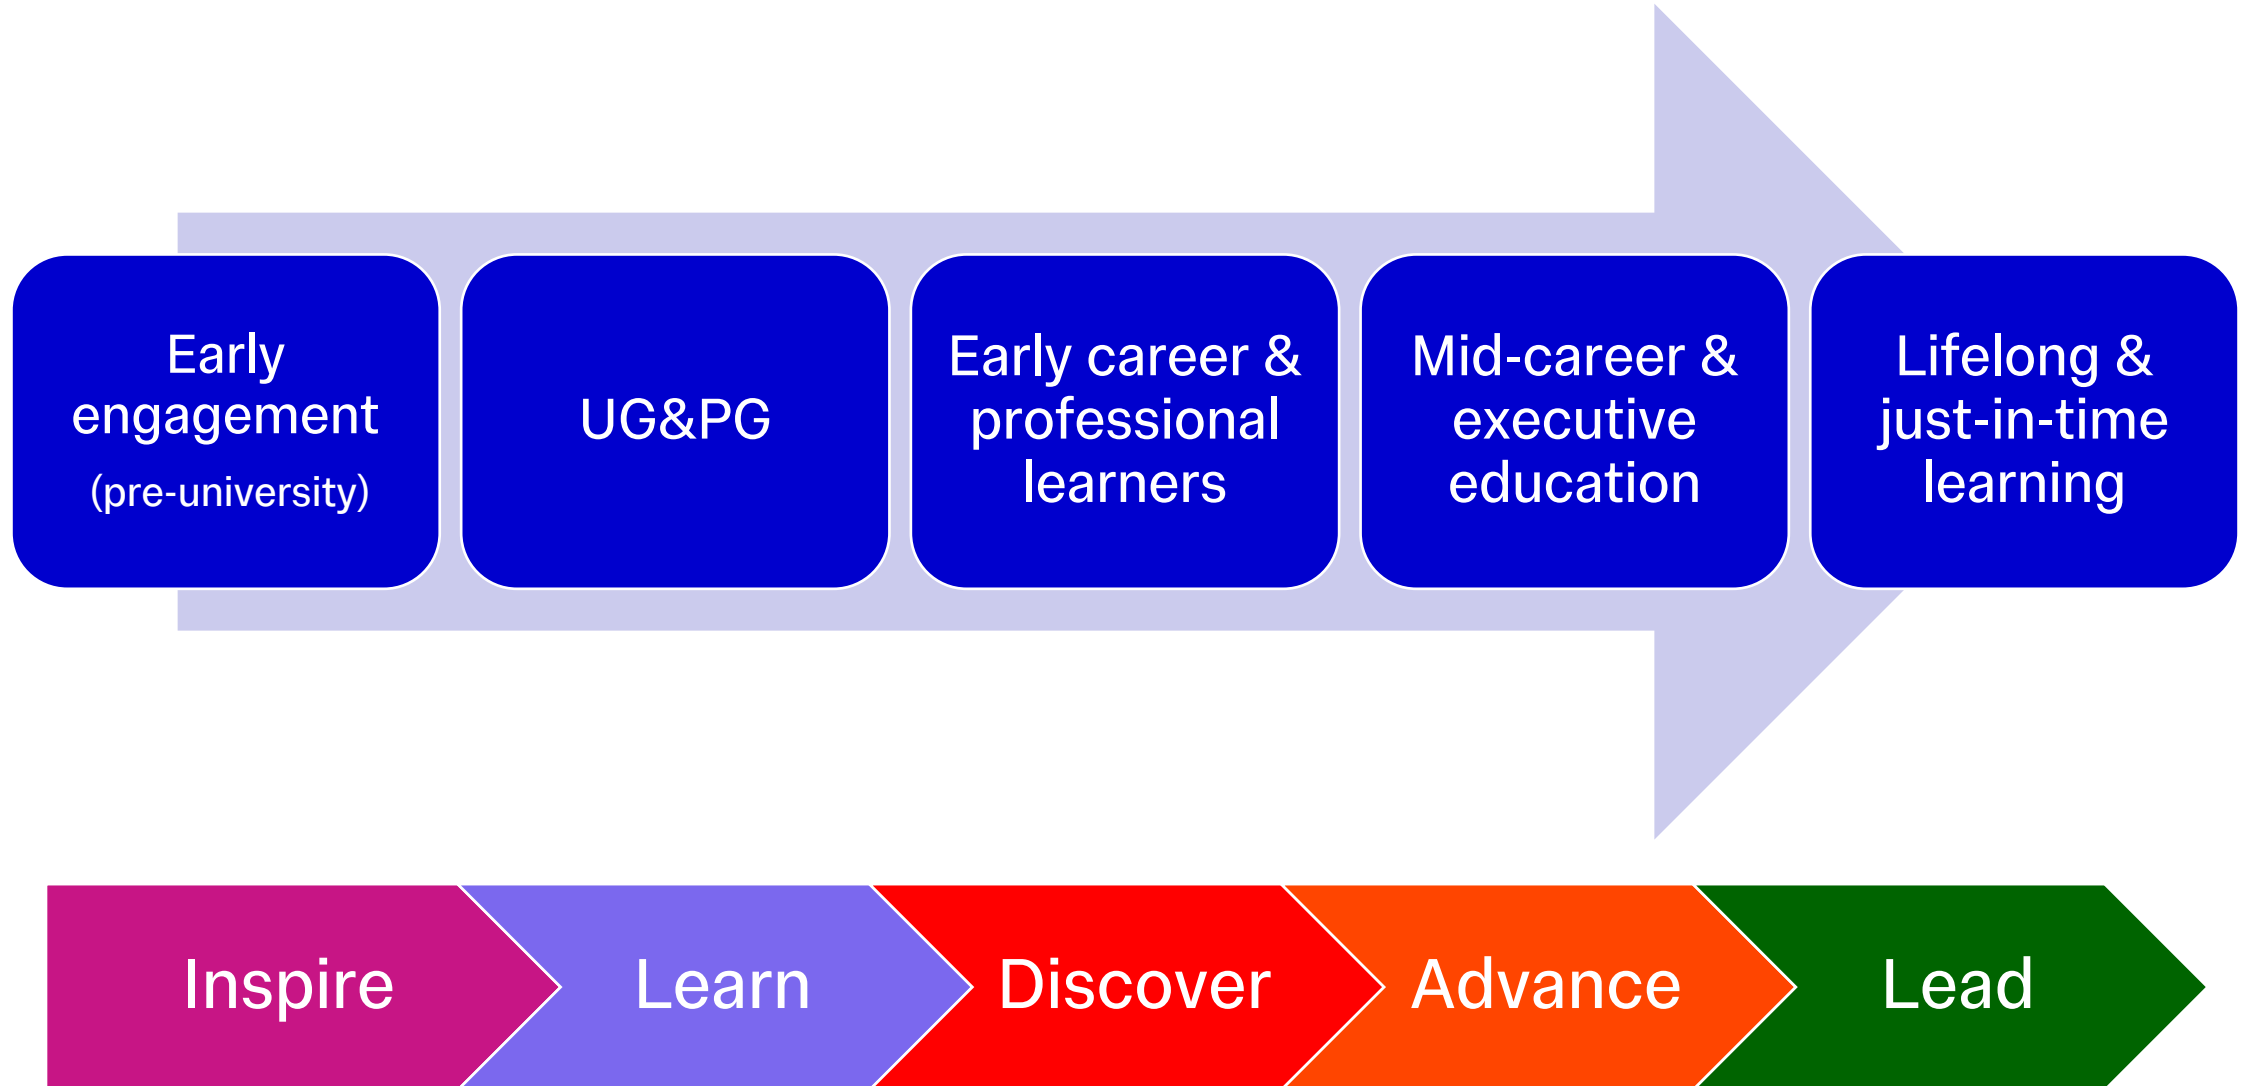 Early
engagement
(pre-university)
UG&PG
Early career &
professional
learners
Mid-career &
executive
education
Lifelong &
just-in-time
learning
Inspire
Learn
Discover
Advance
Lead